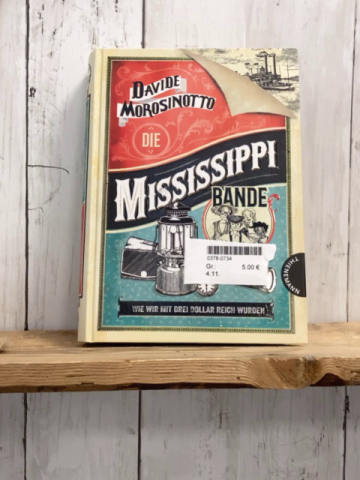 DAVIDE
MOROSINOTTO
DIE
MISSISSIPPI
BANDE
0378-0734
Gr.: 5.00 €
4.11.
THIENEMANN
WIE WIR MIT DREI DOLLAR REICH WURDEN